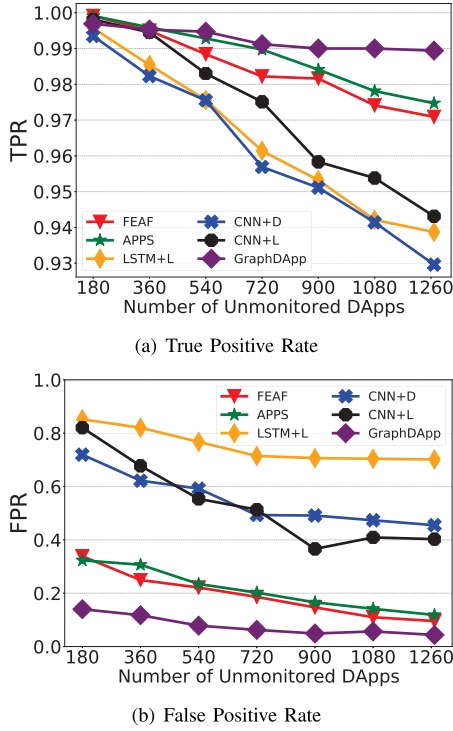 1.00
0.99
0.98
0.97
0.96
0.95
0.94
0.93
TPR
FEAF
APPS
LSTM+L
CNN+D
CNN+L
GraphDApp
180 360 540 720 900 1080 1260
Number of Unmonitored DApps
(a) True Positive Rate
1.0
0.8
0.6
0.4
0.2
0.0
FPR
FEAF
APPS
LSTM+L
CNN+D
CNN+L
GraphDApp
180 360 540 720 900 1080 1260
Number of Unmonitored DApps
(b) False Positive Rate